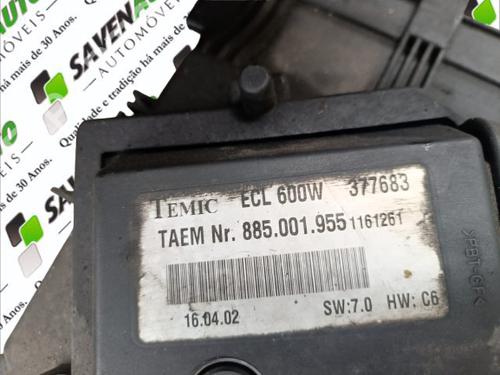 SAVENAUTO
AUTOMÓVEIS
Qualidade e tradição há mais de 30 Anos.
TEMIC ECL 600W 377683
TAEM Nr. 885.001.955 1161261
16.04.02 SW:7.0 HW: C6
>PBT-GF<